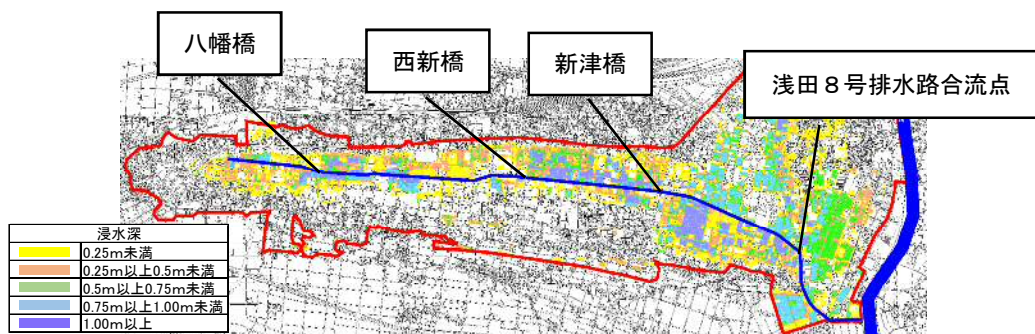 八幡橋
西新橋
新津橋
浅田８号排水路合流点
浸水深
0.25m未満
0.25m以上0.5m未満
0.5m以上0.75m未満
0.75m以上1.00m未満
1.00m以上